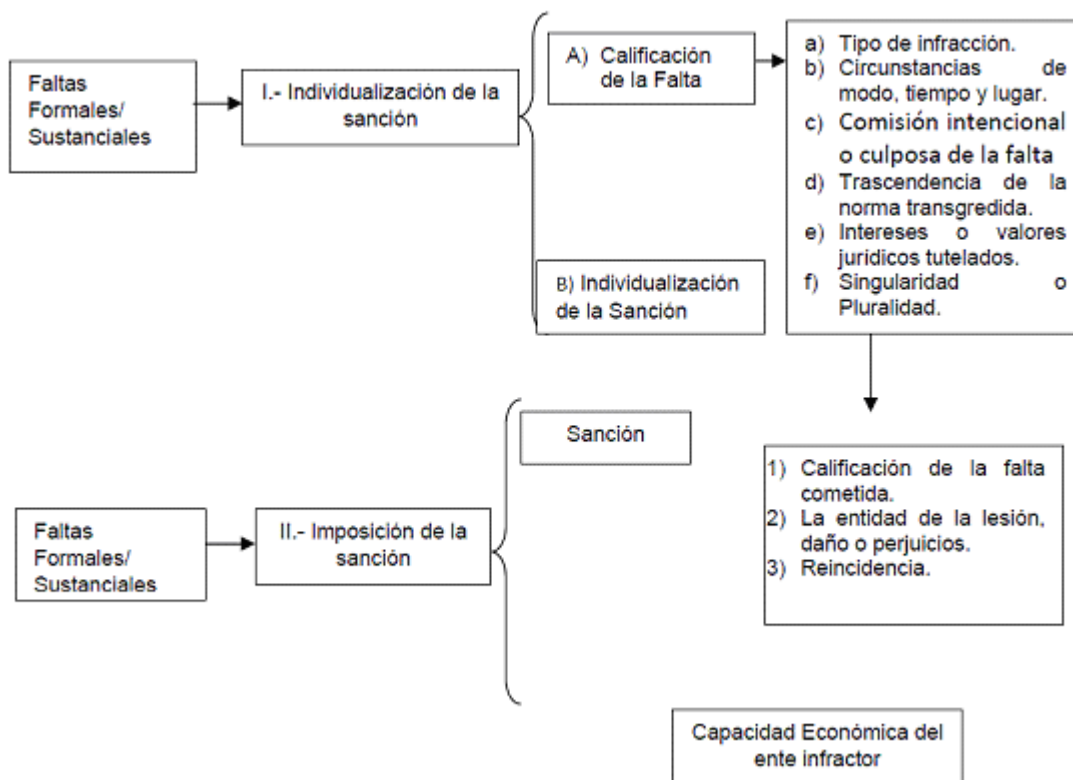 Faltas
Formales/
Sustanciales
I.- Individualización de la
sanción
A) Calificación
de la Falta
a) Tipo de infracción.
b) Circunstancias de
modo, tiempo y lugar.
c) Comisión intencional
o culposa de la falta
d) Trascendencia de la
norma transgredida.
e) Intereses o valores
jurídicos tutelados.
f) Singularidad o
Pluralidad.
B) Individualización
de la Sanción
Sanción
1) Calificación de la falta
cometida.
2) La entidad de la lesión,
daño o perjuicios.
3) Reincidencia.
Faltas
Formales/
Sustanciales
II.- Imposición de la
sanción
Capacidad Económica del
ente infractor